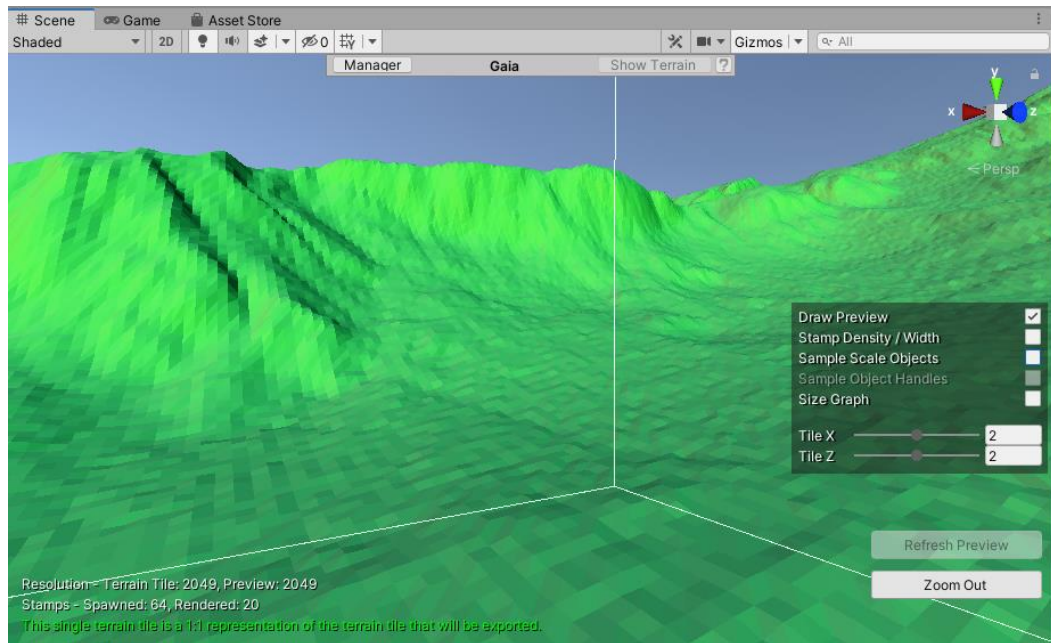 Scene Game Asset Store
Shaded 2D 0 Gizmos All
Manager Gaia Show Terrain ?
y
x z
Persp
Draw Preview
Stamp Density / Width
Sample Scale Objects
Sample Object Handles
Size Graph
Tile X 2
Tile Z 2
Refresh Preview
Zoom Out
Resolution - Terrain Tile: 2049, Preview: 2049
Stamps - Spawned: 64, Rendered: 20
This single terrain tile is a 1:1 representation of the terrain tile that will be exported.